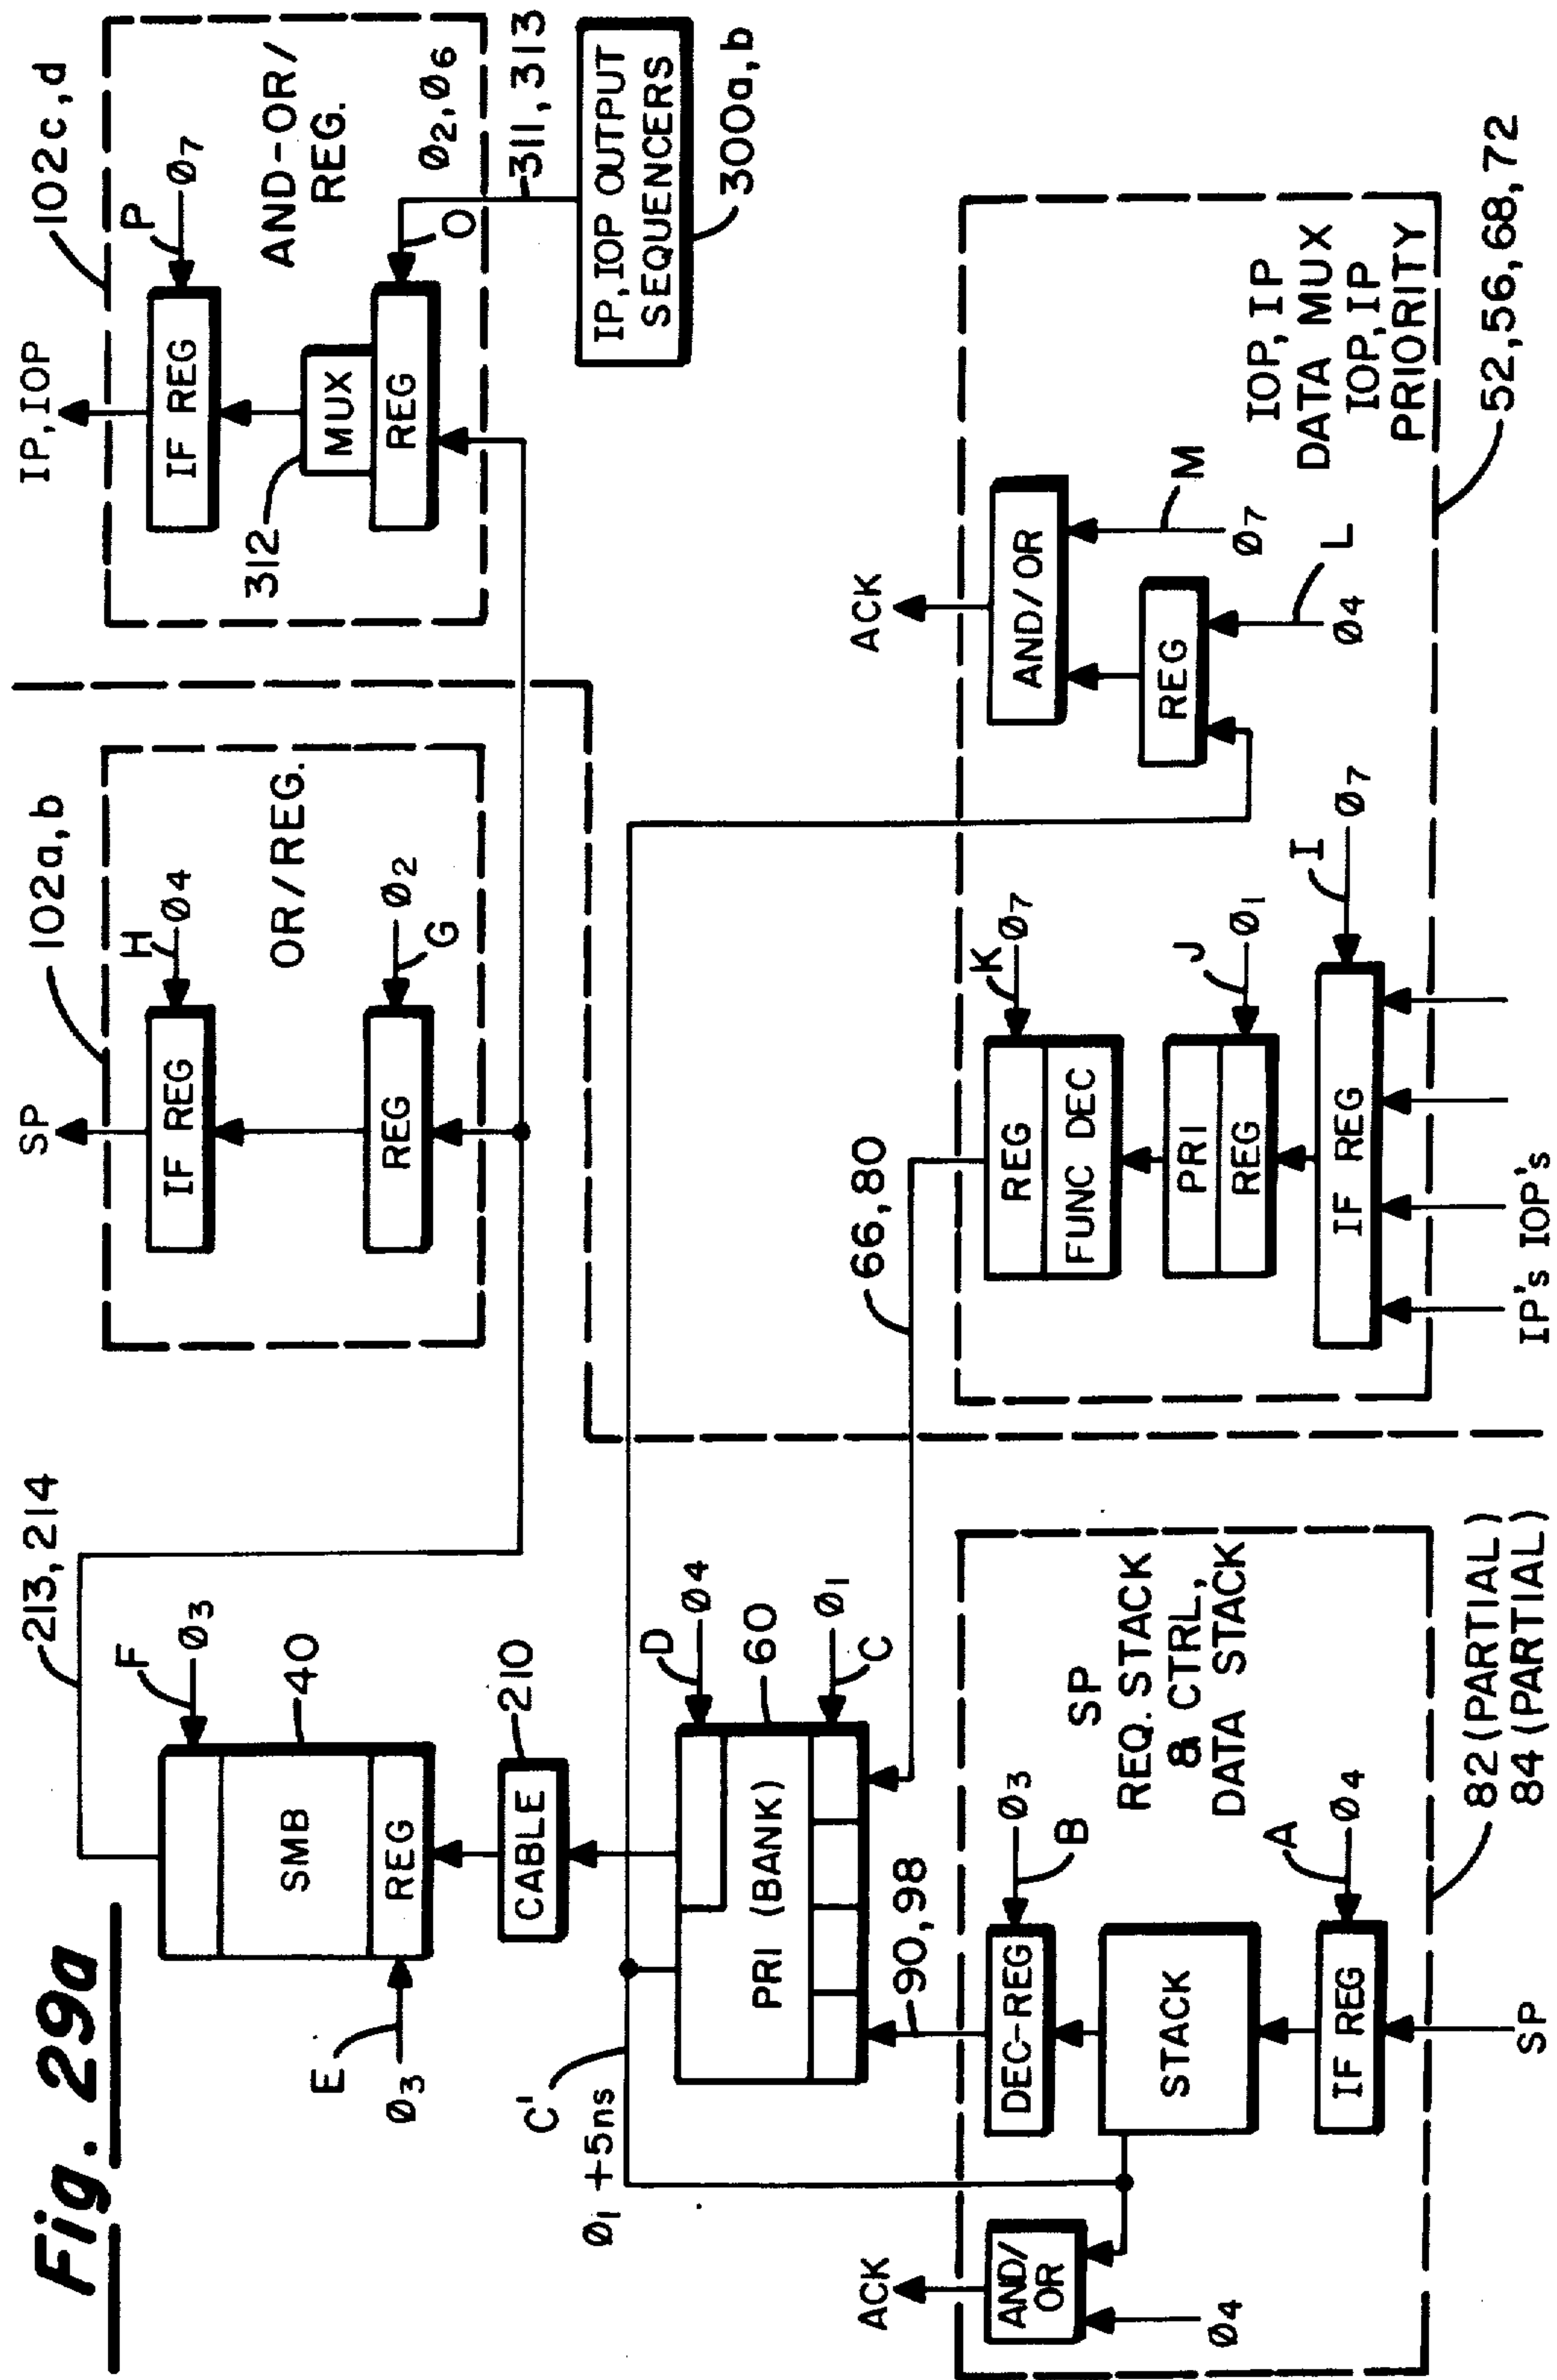 Fig. 29a
213, 214
F
Ø3
40
SMB
REG
E
Ø3
CABLE
210
C'
Ø1 +5ns
D
Ø4
60
PRI (BANK)
Ø1
C
90, 98
66, 80
ACK
AND/
OR
Ø4
DEC-REG
Ø3
B
STACK
IF REG
A
Ø4
SP
SP
REQ. STACK
& CTRL,
DATA STACK
82 (PARTIAL)
84 (PARTIAL)
102a, b
SP
IF REG
H
Ø4
OR/REG.
REG
Ø2
G
102c, d
IP, IOP
IF REG
P
Ø7
AND-OR/
REG.
312
MUX
REG
O
Ø2, Ø6
311, 313
IP, IOP OUTPUT
SEQUENCERS
300a, b
REG
FUNC DEC
K
Ø7
PRI
REG
J
Ø1
IF REG
I
Ø7
IP's IOP's
ACK
AND/OR
M
Ø7
REG
L
Ø4
IOP, IP
DATA MUX
IOP, IP
PRIORITY
52, 56, 68, 72